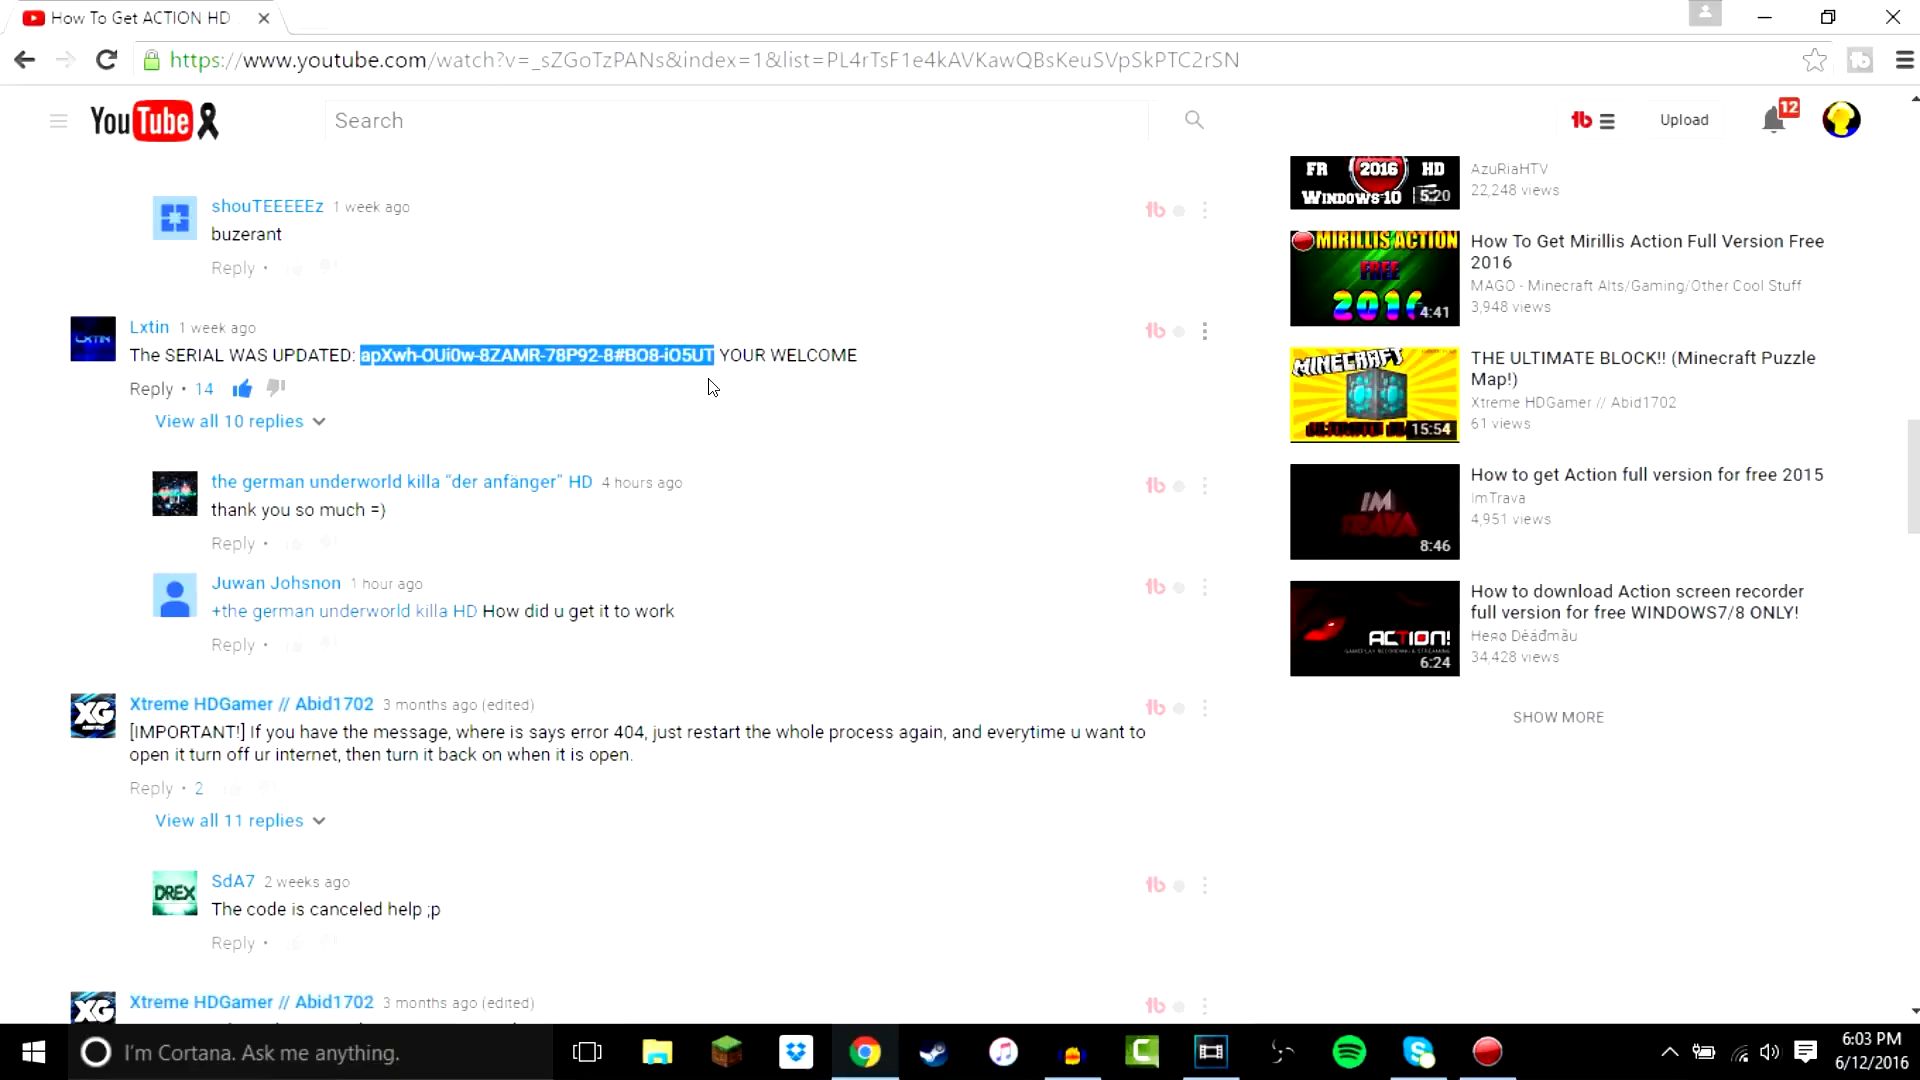 How To Get ACTION HD
https://www.youtube.com/watch?v=_sZGoTzPANs&index=1&list=PL4rTsF1e4kAVKawQBsKeuSVpSkPTC2rSN
YouTube
Search
Upload
12
shouTEEEEEz 1 week ago
buzerant
Reply •
Lxtin 1 week ago
The SERIAL WAS UPDATED: apXwh-OUi0w-8ZAMR-78P92-8#BO8-iO5UT YOUR WELCOME
Reply • 14
View all 10 replies
the german underworld killa "der anfänger" HD 4 hours ago
thank you so much =)
Reply •
Juwan Johsnon 1 hour ago
+the german underworld killa HD How did u get it to work
Reply •
XG
Xtreme HDGamer // Abid1702 3 months ago (edited)
[IMPORTANT!] If you have the message, where is says error 404, just restart the whole process again, and everytime u want to
open it turn off ur internet, then turn it back on when it is open.
Reply • 2
View all 11 replies
DREX
SdA7 2 weeks ago
The code is canceled help ;p
Reply •
XG
Xtreme HDGamer // Abid1702 3 months ago (edited)
FR 2016 HD
WINDOWS 10 5:20
AzuRiaHTV
22,248 views
MIRILLIS ACTION
FREE
2016 4:41
How To Get Mirillis Action Full Version Free
2016
MAGO - Minecraft Alts/Gaming/Other Cool Stuff
3,948 views
MINECRAFT
15:54
THE ULTIMATE BLOCK!! (Minecraft Puzzle
Map!)
Xtreme HDGamer // Abid1702
61 views
IM
TRAVA
8:46
How to get Action full version for free 2015
ImTrava
4,951 views
ACTION!
6:24
How to download Action screen recorder
full version for free WINDOWS7/8 ONLY!
Heяø Dêáđmãu
34,428 views
SHOW MORE
I'm Cortana. Ask me anything.
6:03 PM
6/12/2016